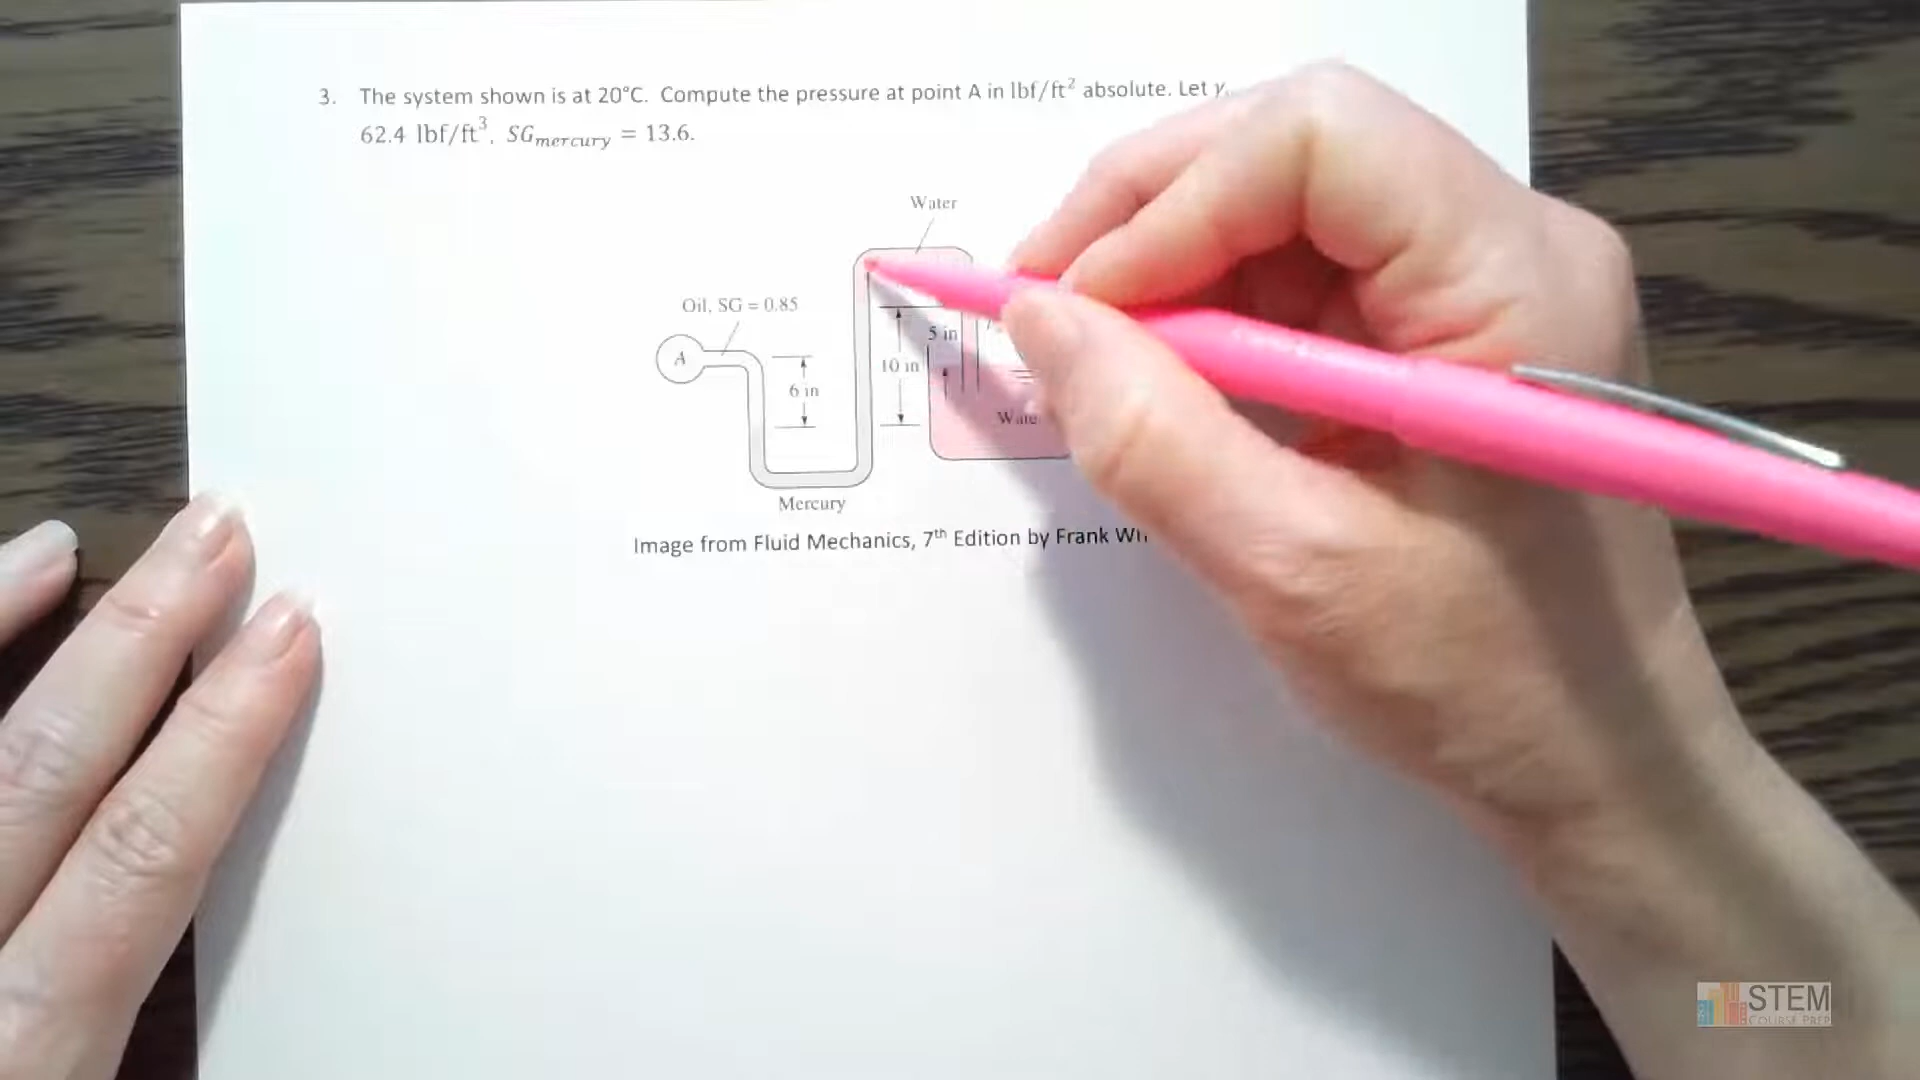 3. The system shown is at 20°C. Compute the pressure at point A in lbf/ft² absolute. Let γ
62.4 lbf/ft³, SGmercury = 13.6.
Water
Oil, SG = 0.85
A
5 in
10 in
6 in
Mercury
Image from Fluid Mechanics, 7th Edition by Frank
STEM
COURSE PREP